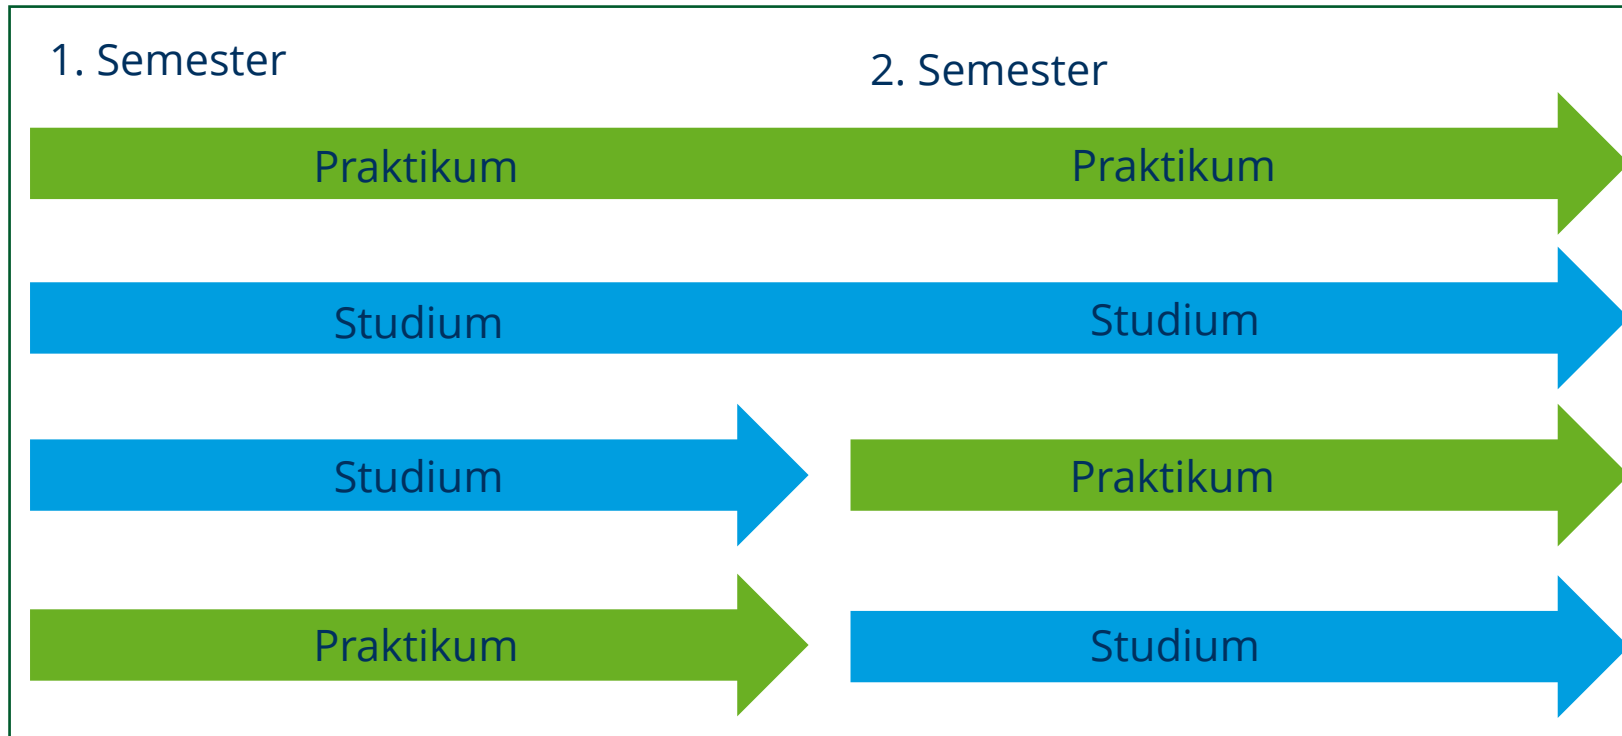 1. Semester
2. Semester
Praktikum Praktikum
Studium Studium
Studium Praktikum
Praktikum Studium